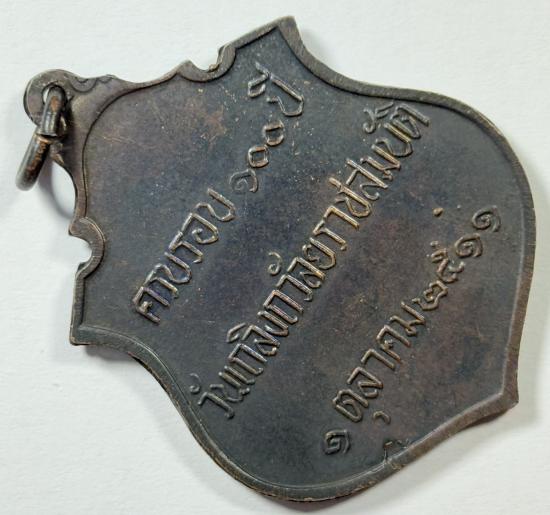 ครบรอบ ๑๐๐ ปี
วันเถลิงถวัลยราชสมบัติ
๑ ตุลาคม ๒๕๑๑